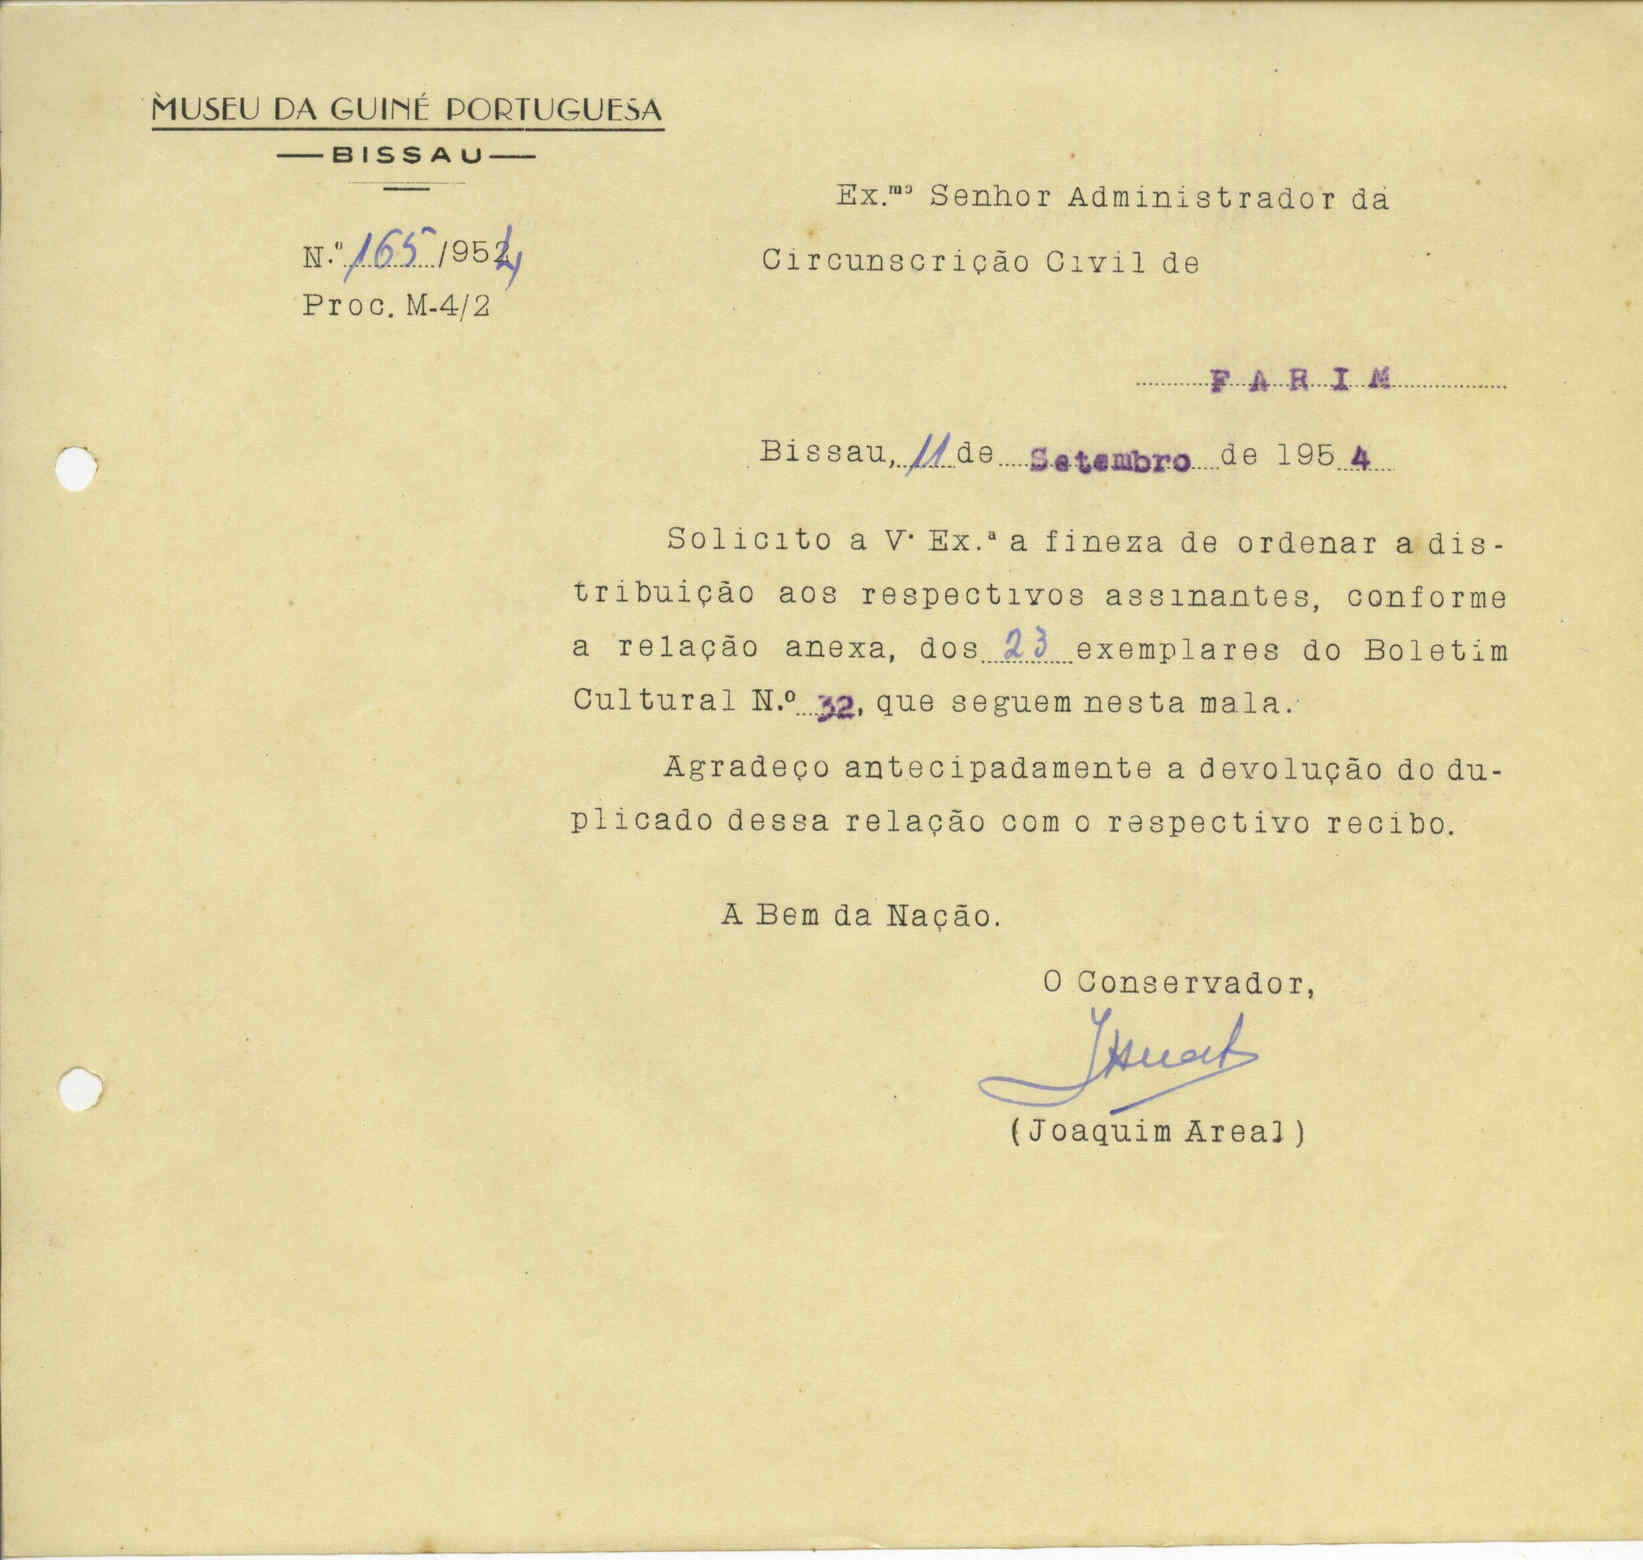 MUSEU DA GUINÉ PORTUGUESA
BISSAU
N.º 165/954
Proc. M-4/2
Ex.mo Senhor Administrador da
Circunscrição Civil de
FARIM
Bissau, 11 de Setembro de 1954
Solicito a V. Ex.ª a fineza de ordenar a dis-
tribuição aos respectivos assinantes, conforme
a relação anexa, dos 23 exemplares do Boletim
Cultural N.º 32, que seguem nesta mala.
Agradeço antecipadamente a devolução do du-
plicado dessa relação com o respectivo recibo.
A Bem da Nação.
O Conservador,
(Joaquim Areal)